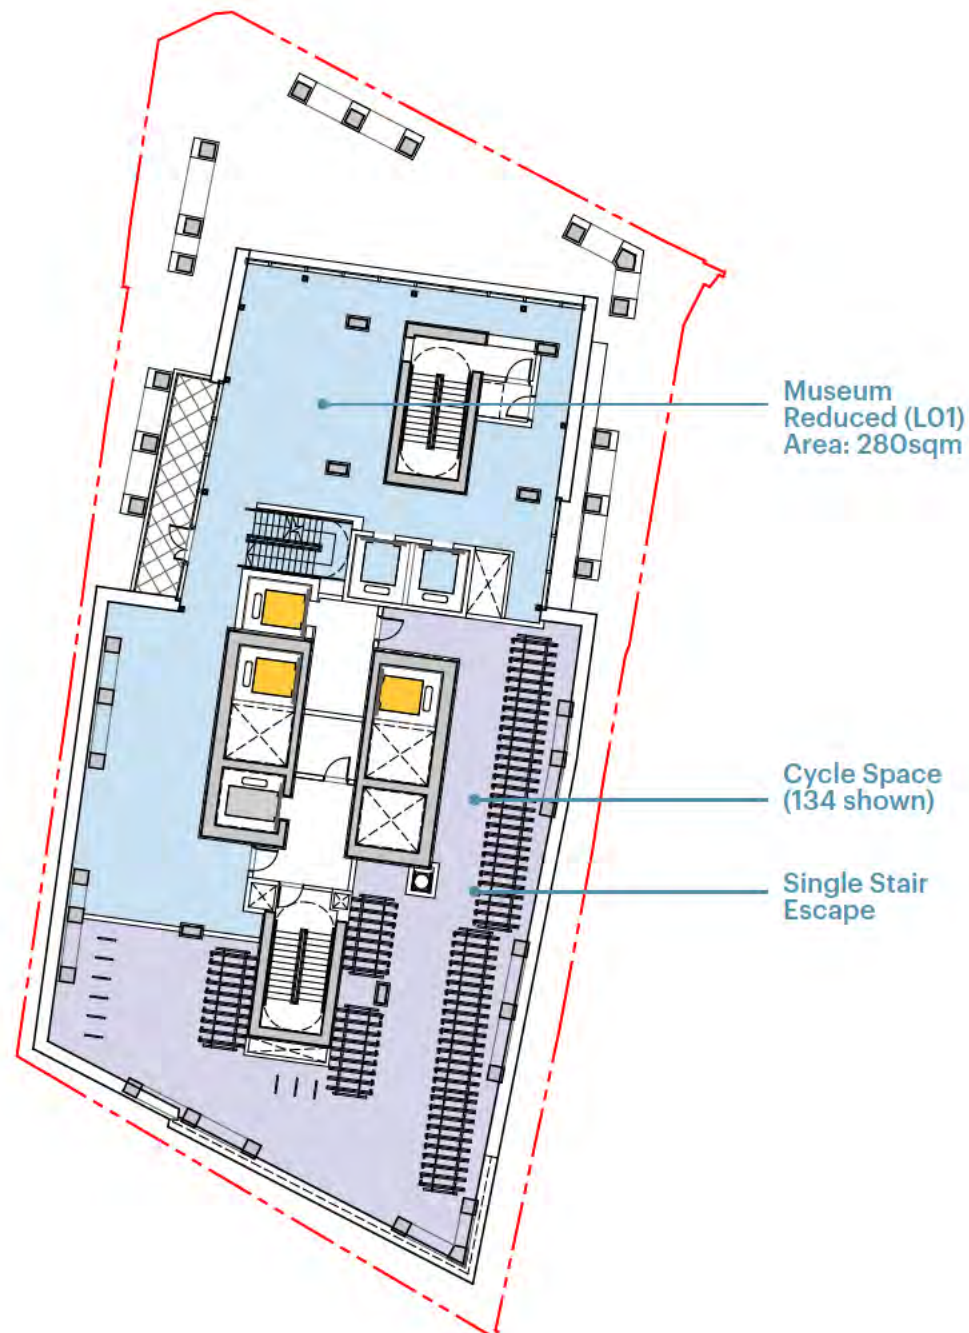 Museum
Reduced (L01)
Area: 280sqm
Cycle Space
(134 shown)
Single Stair
Escape